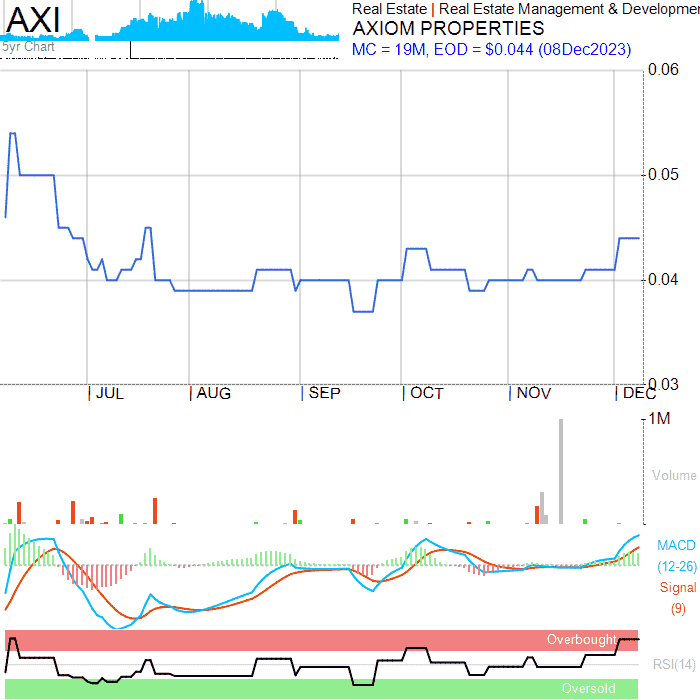 AXI
5yr Chart
Real Estate | Real Estate Management & Developmen
AXIOM PROPERTIES
MC = 19M, EOD = $0.044 (08Dec2023)
0.06
0.05
0.04
0.03
JUL
AUG
SEP
OCT
NOV
DEC
1M
Volume
MACD
(12-26)
Signal
(9)
Overbought
RSI(14)
Oversold